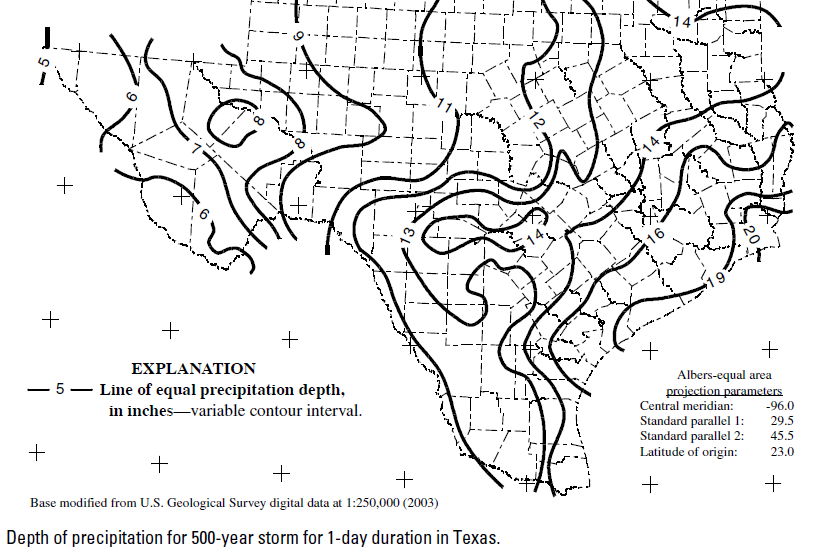 14
9
5
6
11
8
12
8
14
7
6
13
14
16
20
19
EXPLANATION
— 5 — Line of equal precipitation depth,
in inches—variable contour interval.
Albers-equal area
projection parameters
Central meridian: -96.0
Standard parallel 1: 29.5
Standard parallel 2: 45.5
Latitude of origin: 23.0
Base modified from U.S. Geological Survey digital data at 1:250,000 (2003)
Depth of precipitation for 500-year storm for 1-day duration in Texas.